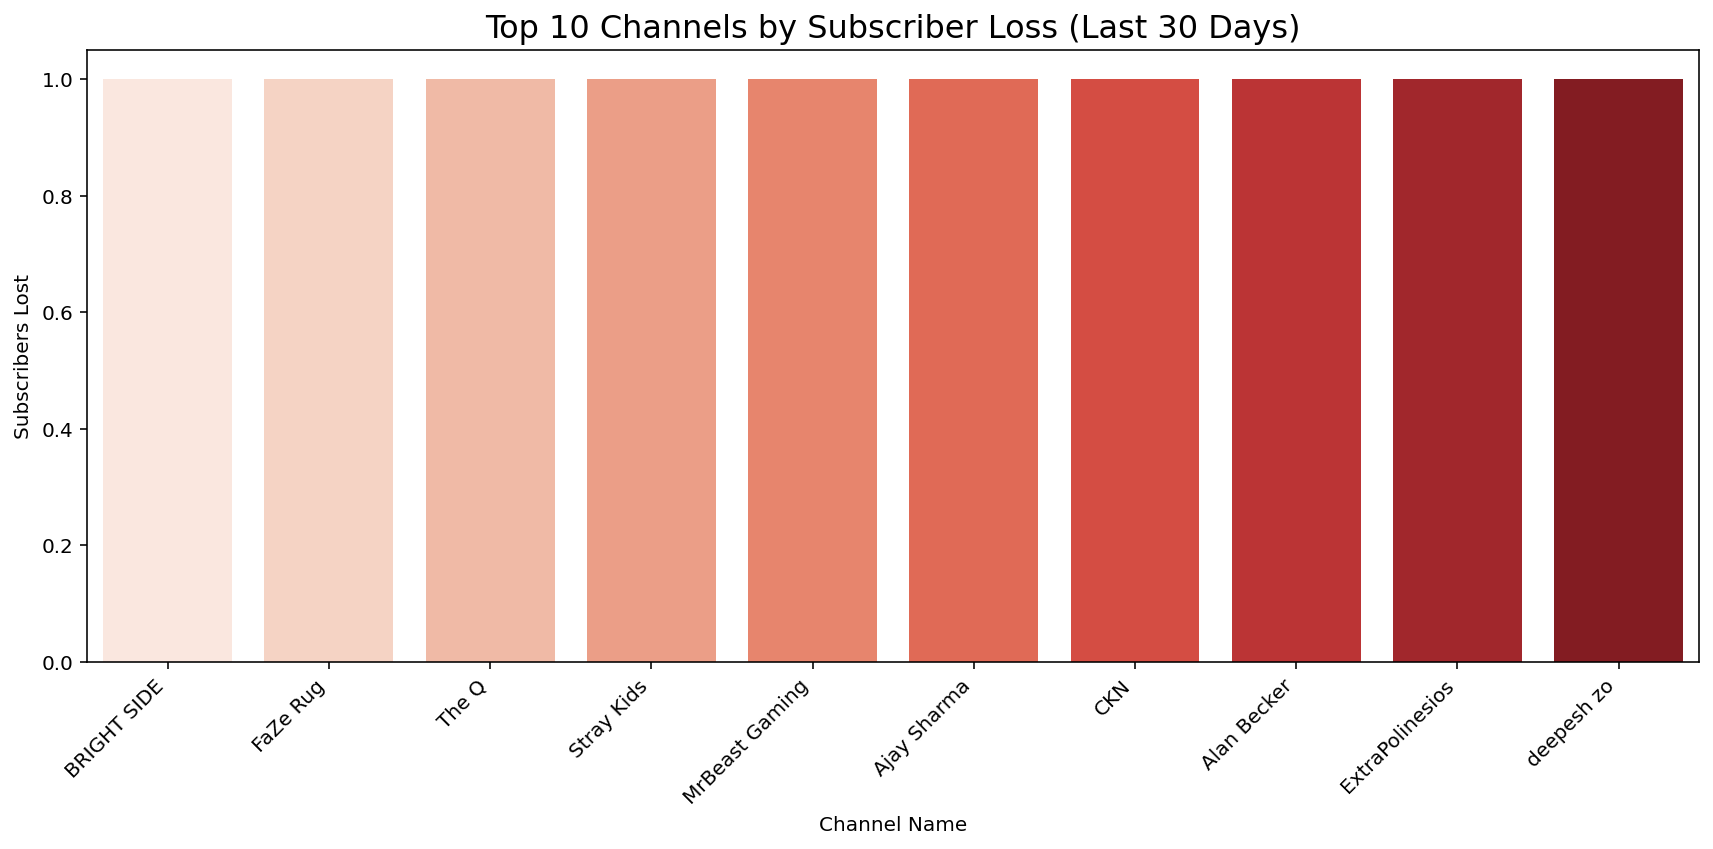 Top 10 Channels by Subscriber Loss (Last 30 Days)
Subscribers Lost
1.0
0.8
0.6
0.4
0.2
0.0
BRIGHT SIDE
FaZe Rug
The Q
Stray Kids
MrBeast Gaming
Ajay Sharma
CKN
Alan Becker
ExtraPolinesios
deepesh zo
Channel Name